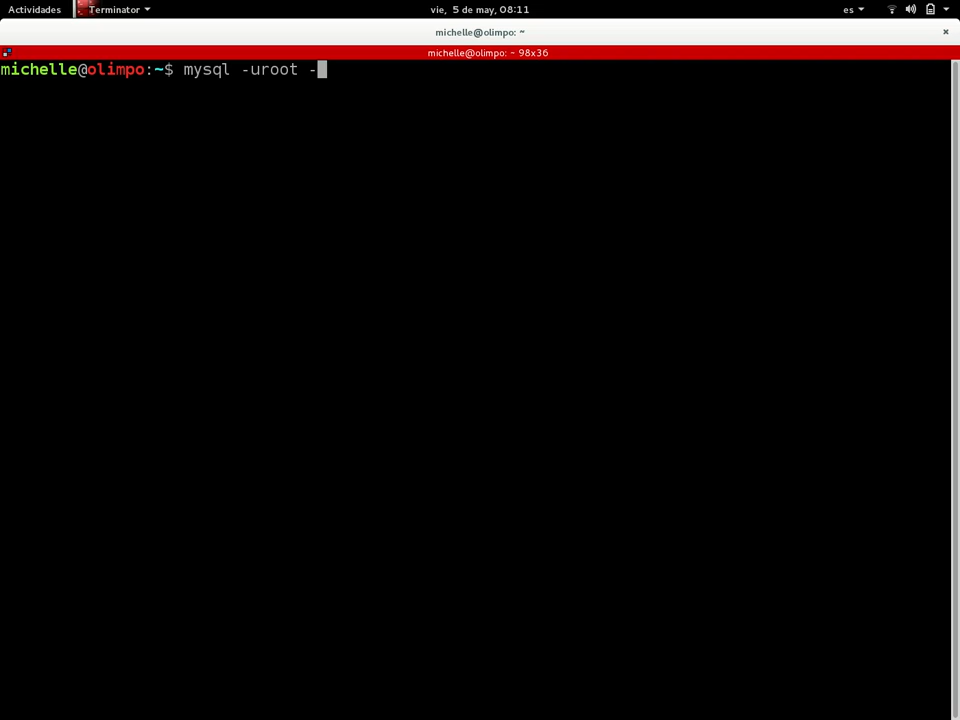 Actividades Terminator vie, 5 de may, 08:11 es
michelle@olimpo: ~
michelle@olimpo: ~ 98x36
michelle@olimpo:~$ mysql -uroot -